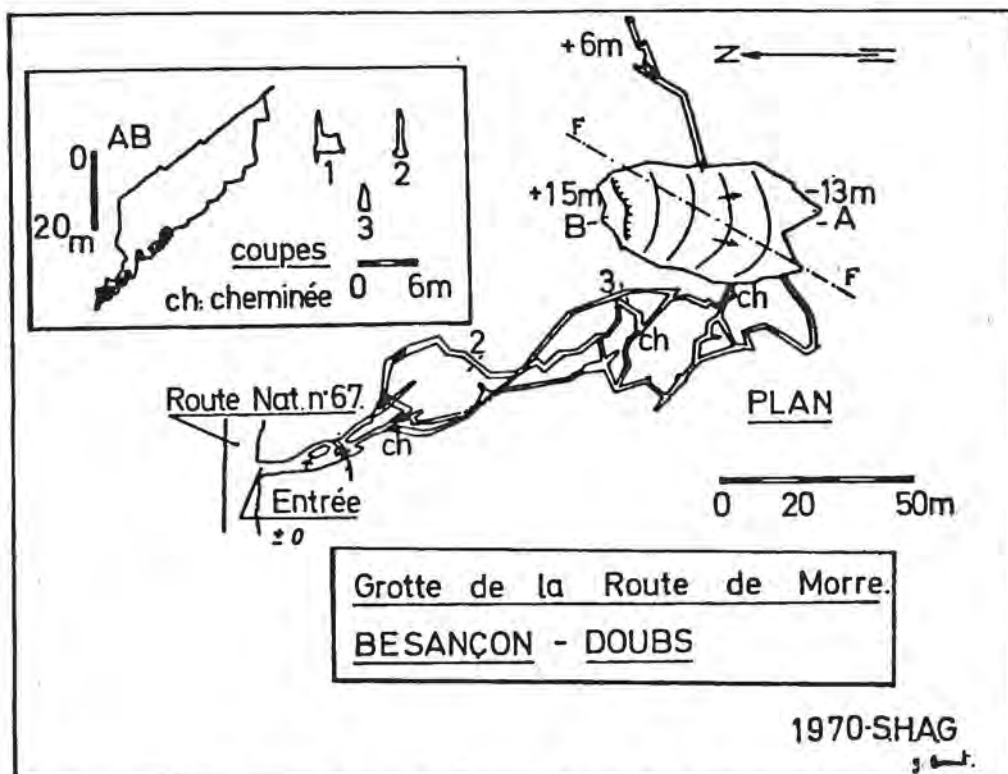 +6m
N
F
AB
0
20m
1
2
3
coupes
ch: cheminée
0 6m
+15m
B
-13m
A
F
3
ch
ch
2
ch
1
Route Nat. n°67
Entrée
±0
PLAN
0 20 50m
Grotte de la Route de Morre.
BESANÇON - DOUBS
1970-SHAG